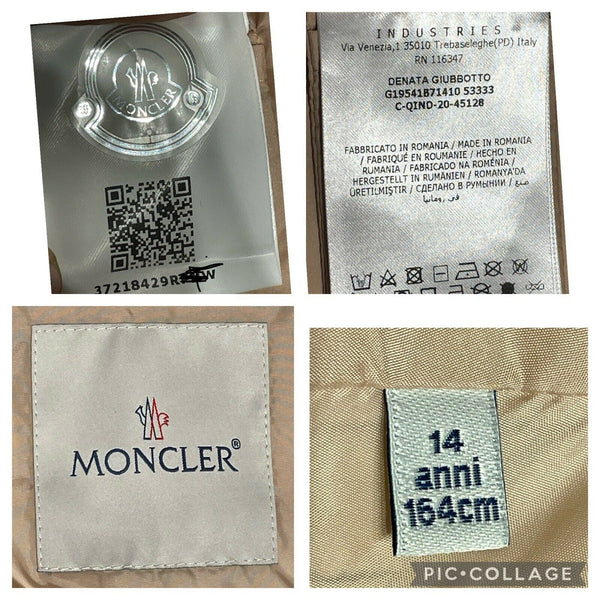 MONCLER
37218429R
W
INDUSTRIES
Via Venezia,1 35010 Trebaseleghe(PD) Italy
RN 116347
DENATA GIUBBOTTO
G19541B71410 53333
C-QIND-20-45128
FABBRICATO IN ROMANIA / MADE IN ROMANIA
/ FABRIQUÉ EN ROUMANIE / HECHO EN
RUMANIA / FABRICADO NA ROMÉNIA /
HERGESTELLT IN RUMÄNIEN / ROMANYA'DA
ÜRETILMIŞTIR / СДЕЛАНО В РУМЫНИИ / صنع
في رومانيا
MONCLER®
14
anni
164cm
PIC•COLLAGE